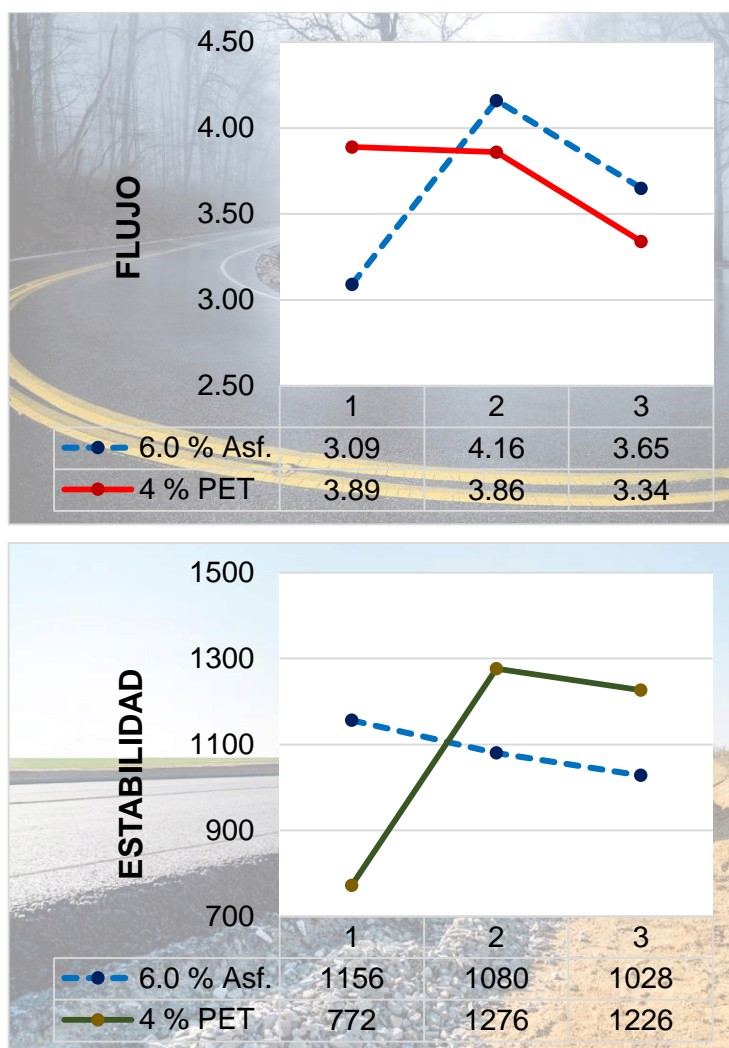 4.50
4.00
3.50
3.00
2.50
FLUJO
1 2 3
6.0 % Asf. 3.09 4.16 3.65
4 % PET 3.89 3.86 3.34
1500
1300
1100
900
700
ESTABILIDAD
1 2 3
6.0 % Asf. 1156 1080 1028
4 % PET 772 1276 1226